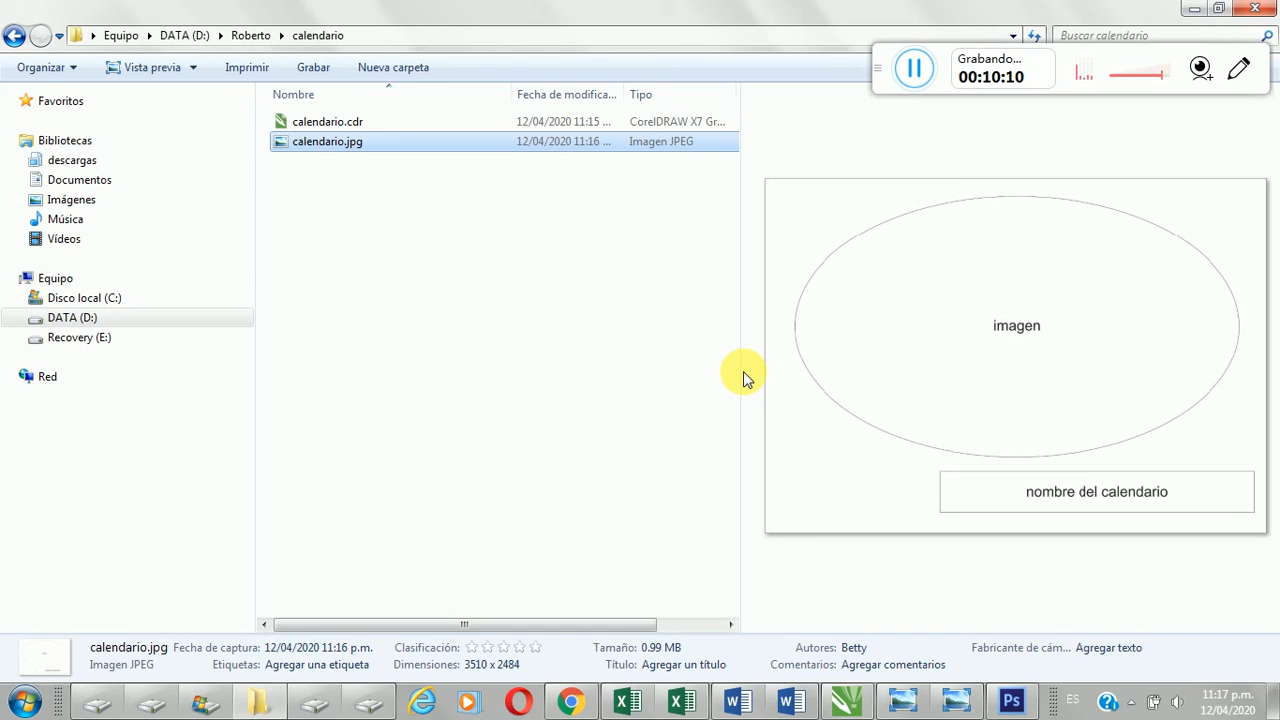 Equipo ▸ DATA (D:) ▸ Roberto ▸ calendario
Buscar calendario
Organizar
Vista previa
Imprimir
Grabar
Nueva carpeta
Grabando...
00:10:10
Favoritos
Bibliotecas
descargas
Documentos
Imágenes
Música
Vídeos
Equipo
Disco local (C:)
DATA (D:)
Recovery (E:)
Red
Nombre
Fecha de modifica...
Tipo
calendario.cdr
12/04/2020 11:15 ...
CorelDRAW X7 Gr...
calendario.jpg
12/04/2020 11:16 ...
Imagen JPEG
imagen
nombre del calendario
calendario.jpg
Fecha de captura: 12/04/2020 11:16 p.m.
Clasificación:
Tamaño: 0.99 MB
Autores: Betty
Fabricante de cám... Agregar texto
Imagen JPEG
Etiquetas: Agregar una etiqueta
Dimensiones: 3510 x 2484
Título: Agregar un título
Comentarios: Agregar comentarios
Ps
ES
11:17 p.m.
12/04/2020